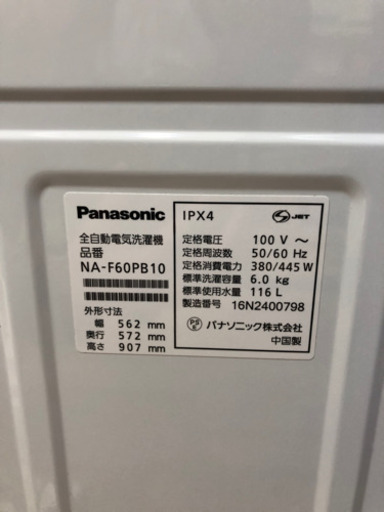 Panasonic
全自動電気洗濯機
品番
NA-F60PB10
外形寸法
幅 562 mm
奥行 572 mm
高さ 907 mm
IPX4
JET
定格電圧 100 V ～
定格周波数 50/60 Hz
定格消費電力 380/445 W
標準洗濯容量 6.0 kg
標準使用水量 116 L
製造番号 16N2400798
PS E パナソニック株式会社
中国製